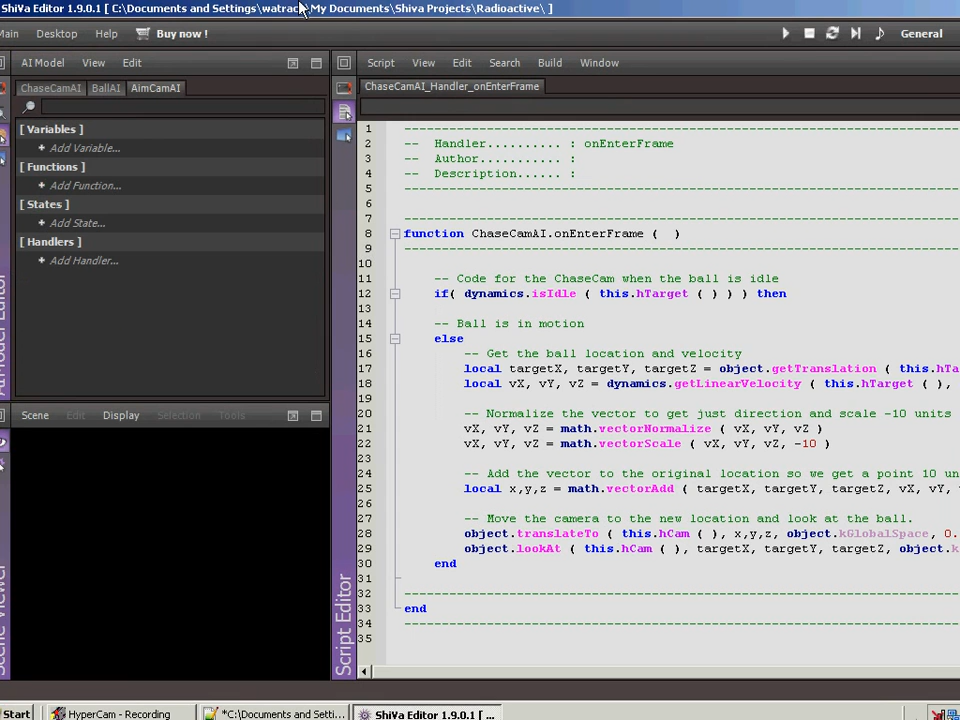 ShiVa Editor 1.9.0.1 [ C:\Documents and Settings\watrac My Documents\Shiva Projects\Radioactive\ ]
Main Desktop Help Buy now ! General
AI Model View Edit
ChaseCamAI BallAI AimCamAI
[ Variables ]
+ Add Variable...
[ Functions ]
+ Add Function...
[ States ]
+ Add State...
[ Handlers ]
+ Add Handler...
AI Model Editor
Scene Edit Display Selection Tools
Scene Viewer
Script View Edit Search Build Window
ChaseCamAI_Handler_onEnterFrame
1 --------------------------------------------------------------------------------
2 -- Handler.......... : onEnterFrame
3 -- Author........... :
4 -- Description...... :
5 --------------------------------------------------------------------------------
6
7 --------------------------------------------------------------------------------
8 function ChaseCamAI.onEnterFrame ( )
9 --------------------------------------------------------------------------------
10
11 -- Code for the ChaseCam when the ball is idle
12 if( dynamics.isIdle ( this.hTarget ( ) ) ) then
13
14 -- Ball is in motion
15 else
16 -- Get the ball location and velocity
17 local targetX, targetY, targetZ = object.getTranslation ( this.hTa
18 local vX, vY, vZ = dynamics.getLinearVelocity ( this.hTarget ( ),
19
20 -- Normalize the vector to get just direction and scale -10 units
21 vX, vY, vZ = math.vectorNormalize ( vX, vY, vZ )
22 vX, vY, vZ = math.vectorScale ( vX, vY, vZ, -10 )
23
24 -- Add the vector to the original location so we get a point 10 un
25 local x,y,z = math.vectorAdd ( targetX, targetY, targetZ, vX, vY,
26
27 -- Move the camera to the new location and look at the ball.
28 object.translateTo ( this.hCam ( ), x,y,z, object.kGlobalSpace, 0.
29 object.lookAt ( this.hCam ( ), targetX, targetY, targetZ, object.k
30 end
31
32 --------------------------------------------------------------------------------
33 end
34 --------------------------------------------------------------------------------
35
Script Editor
Start HyperCam - Recording *C:\Documents and Setti... ShiVa Editor 1.9.0.1 [ ...